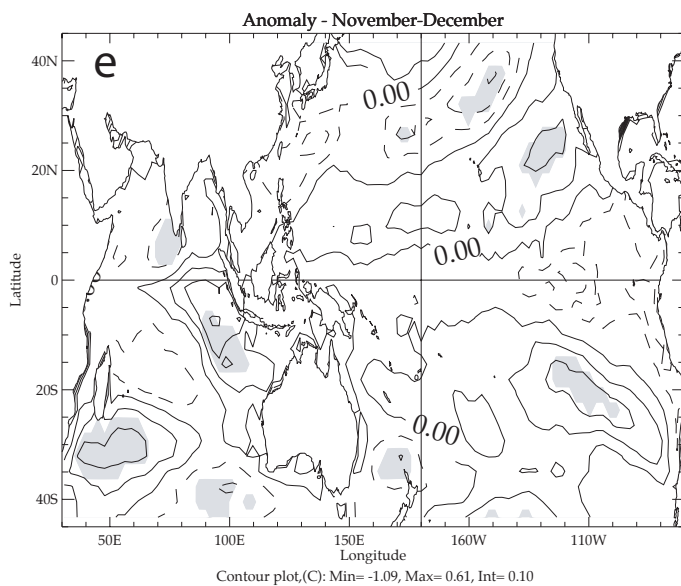 Anomaly - November-December
e
40N
20N
0
20S
40S
Latitude
0.00
0.00
0.00
50E 100E 150E 160W 110W
Longitude
Contour plot,(C): Min= -1.09, Max= 0.61, Int= 0.10